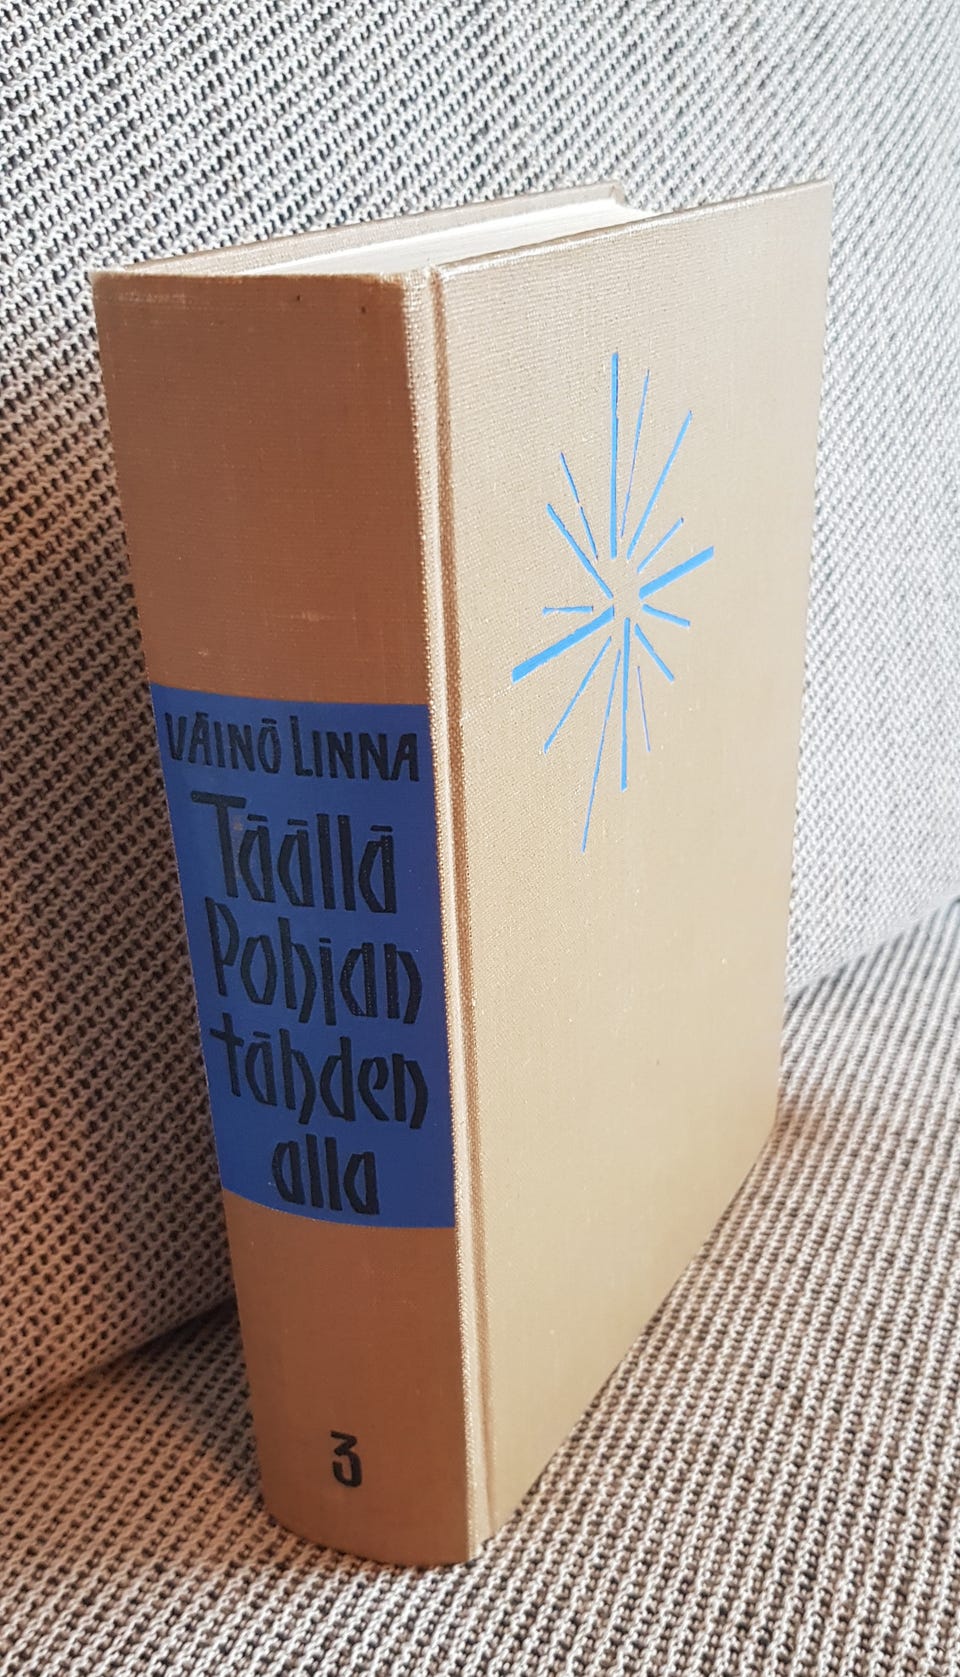 VÄINÖ LINNA
Täällä
Pohjan
tähden
alla
3